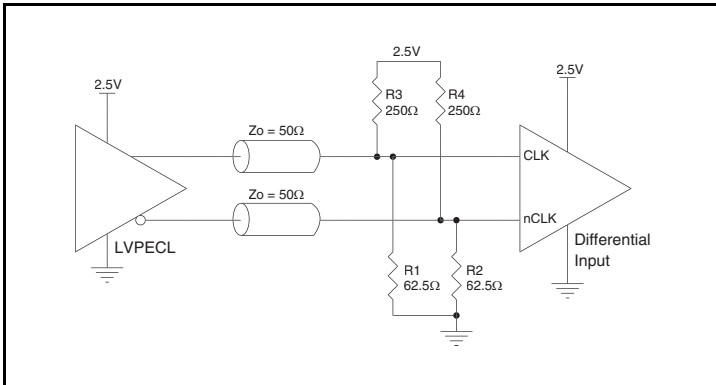 2.5V
2.5V
2.5V
R3
250Ω
R4
250Ω
Zo = 50Ω
CLK
Zo = 50Ω
nCLK
LVPECL
Differential
Input
R1
62.5Ω
R2
62.5Ω